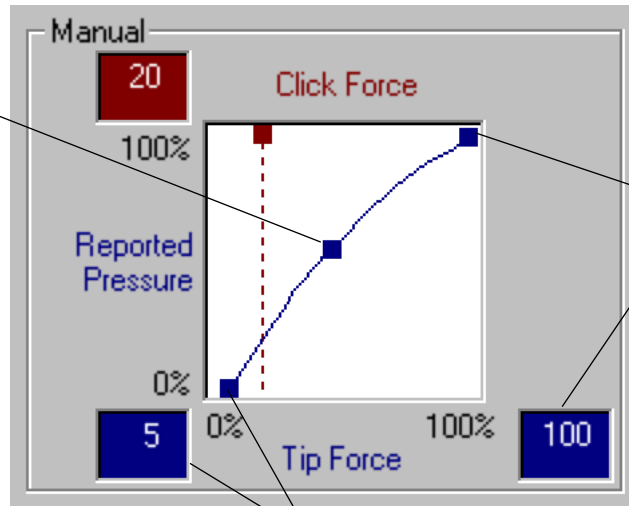 Manual
20
Click Force
100%
Reported
Pressure
0%
5
0%
100%
100
Tip Force